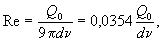 Re = Q₀/(9πdν) = 0,0354 Q₀/(dν),